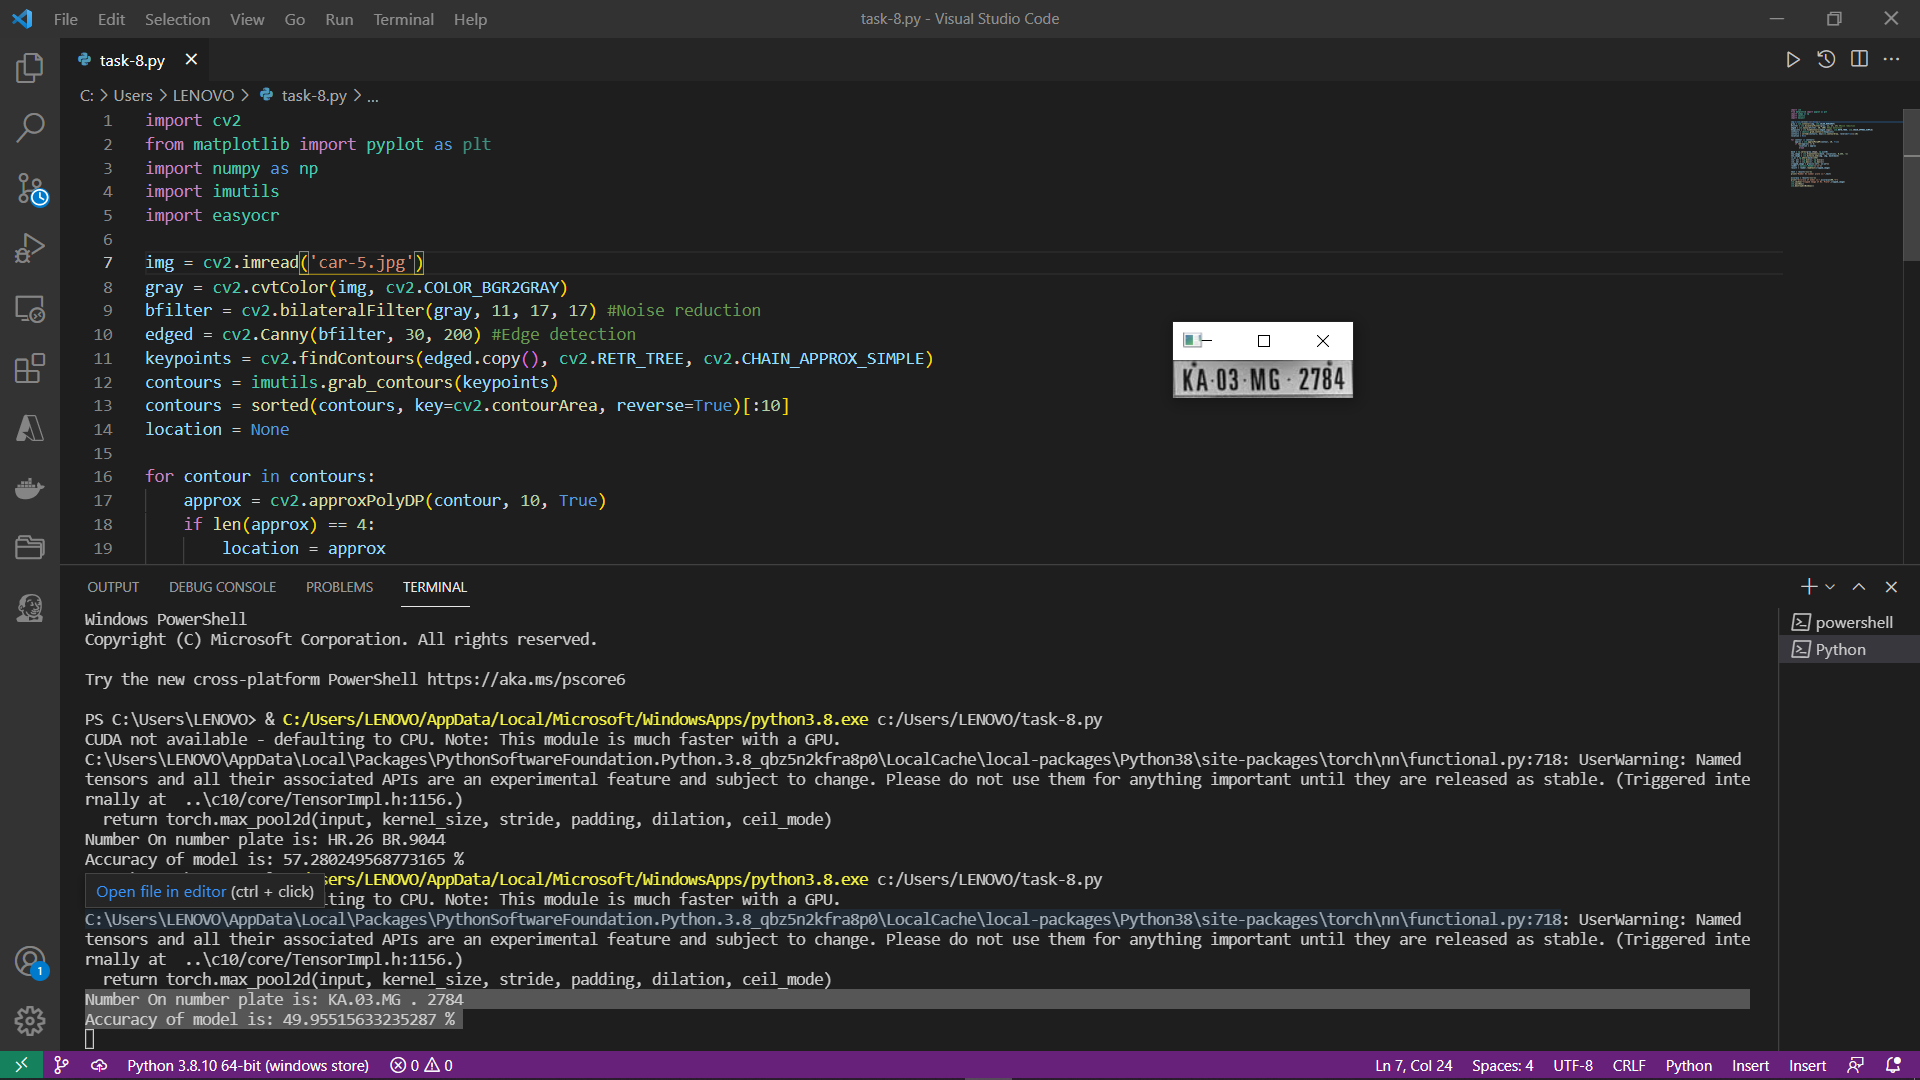 File Edit Selection View Go Run Terminal Help
task-8.py - Visual Studio Code
task-8.py
C: > Users > LENOVO > task-8.py > ...
1 import cv2
2 from matplotlib import pyplot as plt
3 import numpy as np
4 import imutils
5 import easyocr
6
7 img = cv2.imread('car-5.jpg')
8 gray = cv2.cvtColor(img, cv2.COLOR_BGR2GRAY)
9 bfilter = cv2.bilateralFilter(gray, 11, 17, 17) #Noise reduction
10 edged = cv2.Canny(bfilter, 30, 200) #Edge detection
11 keypoints = cv2.findContours(edged.copy(), cv2.RETR_TREE, cv2.CHAIN_APPROX_SIMPLE)
12 contours = imutils.grab_contours(keypoints)
13 contours = sorted(contours, key=cv2.contourArea, reverse=True)[:10]
14 location = None
15
16 for contour in contours:
17 approx = cv2.approxPolyDP(contour, 10, True)
18 if len(approx) == 4:
19 location = approx
KA·03·MG·2784
OUTPUT DEBUG CONSOLE PROBLEMS TERMINAL
powershell
Python
Windows PowerShell
Copyright (C) Microsoft Corporation. All rights reserved.
Try the new cross-platform PowerShell https://aka.ms/pscore6
PS C:\Users\LENOVO> & C:/Users/LENOVO/AppData/Local/Microsoft/WindowsApps/python3.8.exe c:/Users/LENOVO/task-8.py
CUDA not available - defaulting to CPU. Note: This module is much faster with a GPU.
C:\Users\LENOVO\AppData\Local\Packages\PythonSoftwareFoundation.Python.3.8_qbz5n2kfra8p0\LocalCache\local-packages\Python38\site-packages\torch\nn\functional.py:718: UserWarning: Named
tensors and all their associated APIs are an experimental feature and subject to change. Please do not use them for anything important until they are released as stable. (Triggered inte
rnally at ..\c10/core/TensorImpl.h:1156.)
return torch.max_pool2d(input, kernel_size, stride, padding, dilation, ceil_mode)
Number On number plate is: HR.26 BR.9044
Accuracy of model is: 57.280249568773165 %
Open file in editor (ctrl + click)
sers/LENOVO/AppData/Local/Microsoft/WindowsApps/python3.8.exe c:/Users/LENOVO/task-8.py
ting to CPU. Note: This module is much faster with a GPU.
C:\Users\LENOVO\AppData\Local\Packages\PythonSoftwareFoundation.Python.3.8_qbz5n2kfra8p0\LocalCache\local-packages\Python38\site-packages\torch\nn\functional.py:718: UserWarning: Named
tensors and all their associated APIs are an experimental feature and subject to change. Please do not use them for anything important until they are released as stable. (Triggered inte
rnally at ..\c10/core/TensorImpl.h:1156.)
return torch.max_pool2d(input, kernel_size, stride, padding, dilation, ceil_mode)
Number On number plate is: KA.03.MG . 2784
Accuracy of model is: 49.95515633235287 %
1
Python 3.8.10 64-bit (windows store) 0 0 Ln 7, Col 24 Spaces: 4 UTF-8 CRLF Python Insert Insert